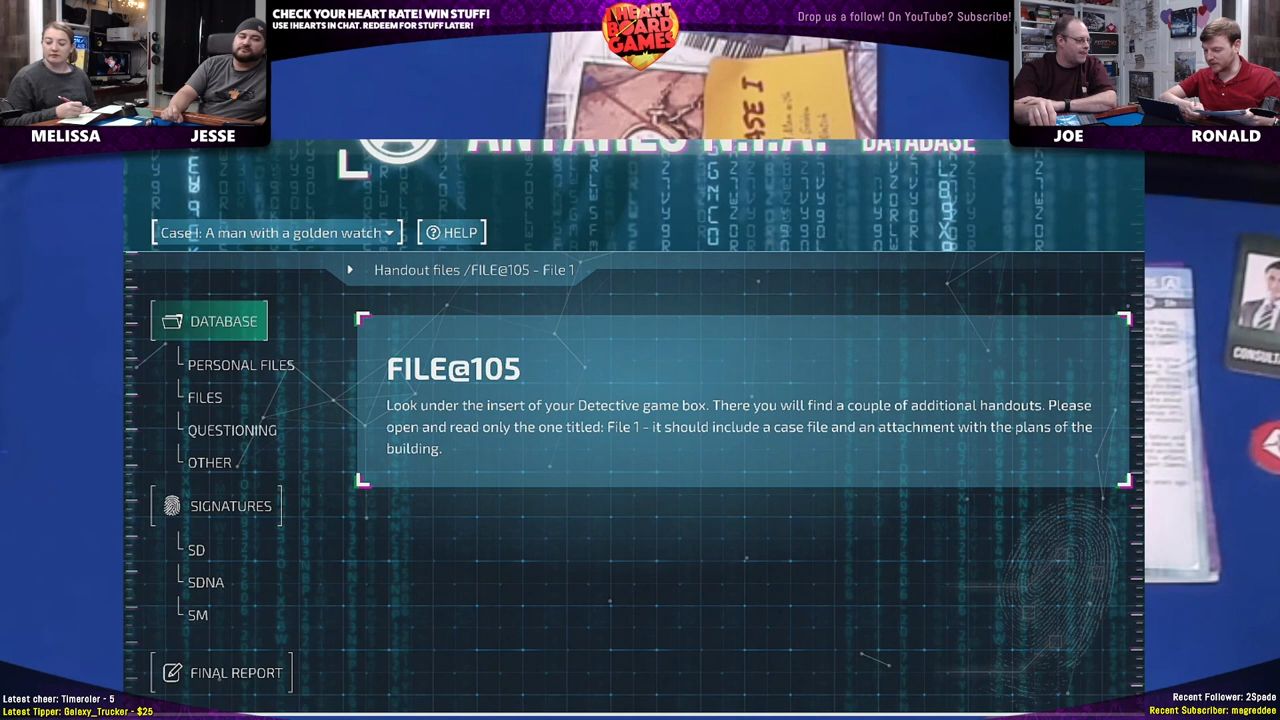 CHECK YOUR HEART RATE! WIN STUFF!
USE !HEARTS IN CHAT. REDEEM FOR STUFF LATER!
I HEART
BOARD
GAMES
Drop us a follow! On YouTube? Subscribe!
MELISSA
JESSE
JOE
RONALD
CASE I
ANTARES N.I.A. DATABASE
Case I: A man with a golden watch
HELP
Handout files /FILE@105 - File 1
DATABASE
PERSONAL FILES
FILES
QUESTIONING
OTHER
SIGNATURES
SD
SDNA
SM
FINAL REPORT
FILE@105
Look under the insert of your Detective game box. There you will find a couple of additional handouts. Please
open and read only the one titled: File 1 - it should include a case file and an attachment with the plans of the
building.
Latest cheer: Timeroler - 5
Latest Tipper: Galaxy_Trucker - $25
Recent Follower: 2Spade
Recent Subscriber: magreddee